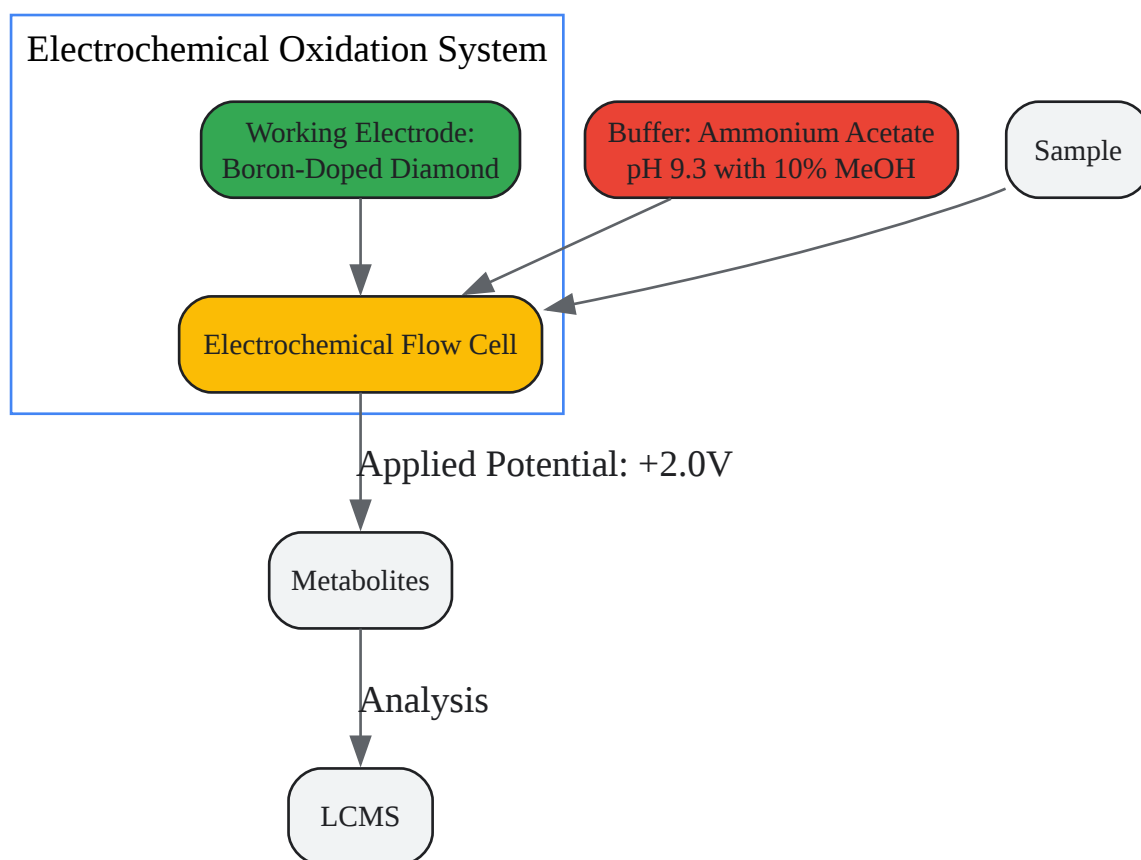 Electrochemical Oxidation System
Working Electrode:
Boron-Doped Diamond
Buffer: Ammonium Acetate
pH 9.3 with 10% MeOH
Sample
Electrochemical Flow Cell
Applied Potential: +2.0V
Metabolites
Analysis
LCMS